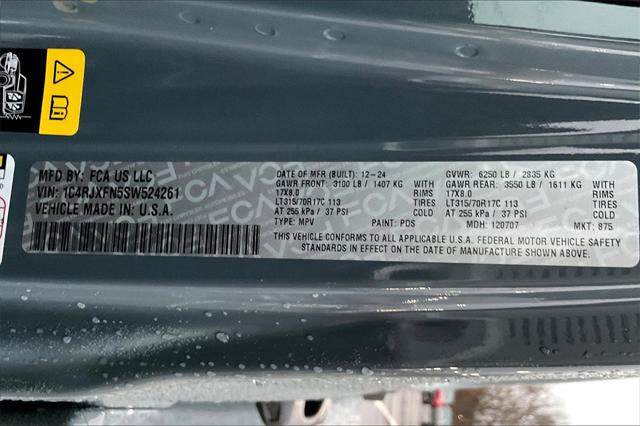 MFD BY: FCA US LLC
VIN: 1C4RJXFN5SW524261
VEHICLE MADE IN U.S.A.
DATE OF MFR (BUILT): 12-24 GVWR: 6250 LB / 2835 KG
GAWR FRONT: 3100 LB / 1407 KG WITH GAWR REAR: 3550 LB / 1611 KG WITH
17X8.0 RIMS 17X8.0 RIMS
LT315/70R17C 113 TIRES LT315/70R17C 113 TIRES
AT 255 kPa / 37 PSI COLD AT 255 kPa / 37 PSI COLD
TYPE: MPV PAINT: PDS MDH: 120707 MKT: 875
THIS VEHICLE CONFORMS TO ALL APPLICABLE U.S.A. FEDERAL MOTOR VEHICLE SAFETY
STANDARDS IN EFFECT ON THE DATE OF MANUFACTURE SHOWN ABOVE.